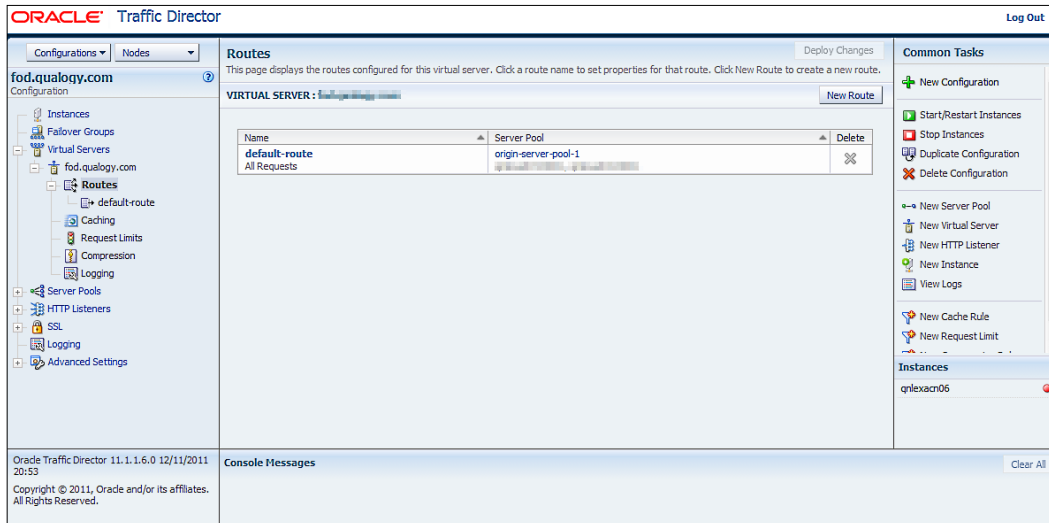 ORACLE Traffic Director
Log Out
Configurations
Nodes
fod.qualogy.com
Configuration
Instances
Failover Groups
Virtual Servers
fod.qualogy.com
Routes
default-route
Caching
Request Limits
Compression
Logging
Server Pools
HTTP Listeners
SSL
Logging
Advanced Settings
Oracle Traffic Director 11.1.1.6.0 12/11/2011
20:53
Copyright © 2011, Oracle and/or its affiliates.
All Rights Reserved.
Routes
Deploy Changes
This page displays the routes configured for this virtual server. Click a route name to set properties for that route. Click New Route to create a new route.
VIRTUAL SERVER :
New Route
Name Server Pool Delete
default-route origin-server-pool-1
All Requests
Console Messages
Clear All
Common Tasks
New Configuration
Start/Restart Instances
Stop Instances
Duplicate Configuration
Delete Configuration
New Server Pool
New Virtual Server
New HTTP Listener
New Instance
View Logs
New Cache Rule
New Request Limit
Instances
qnlexacn06